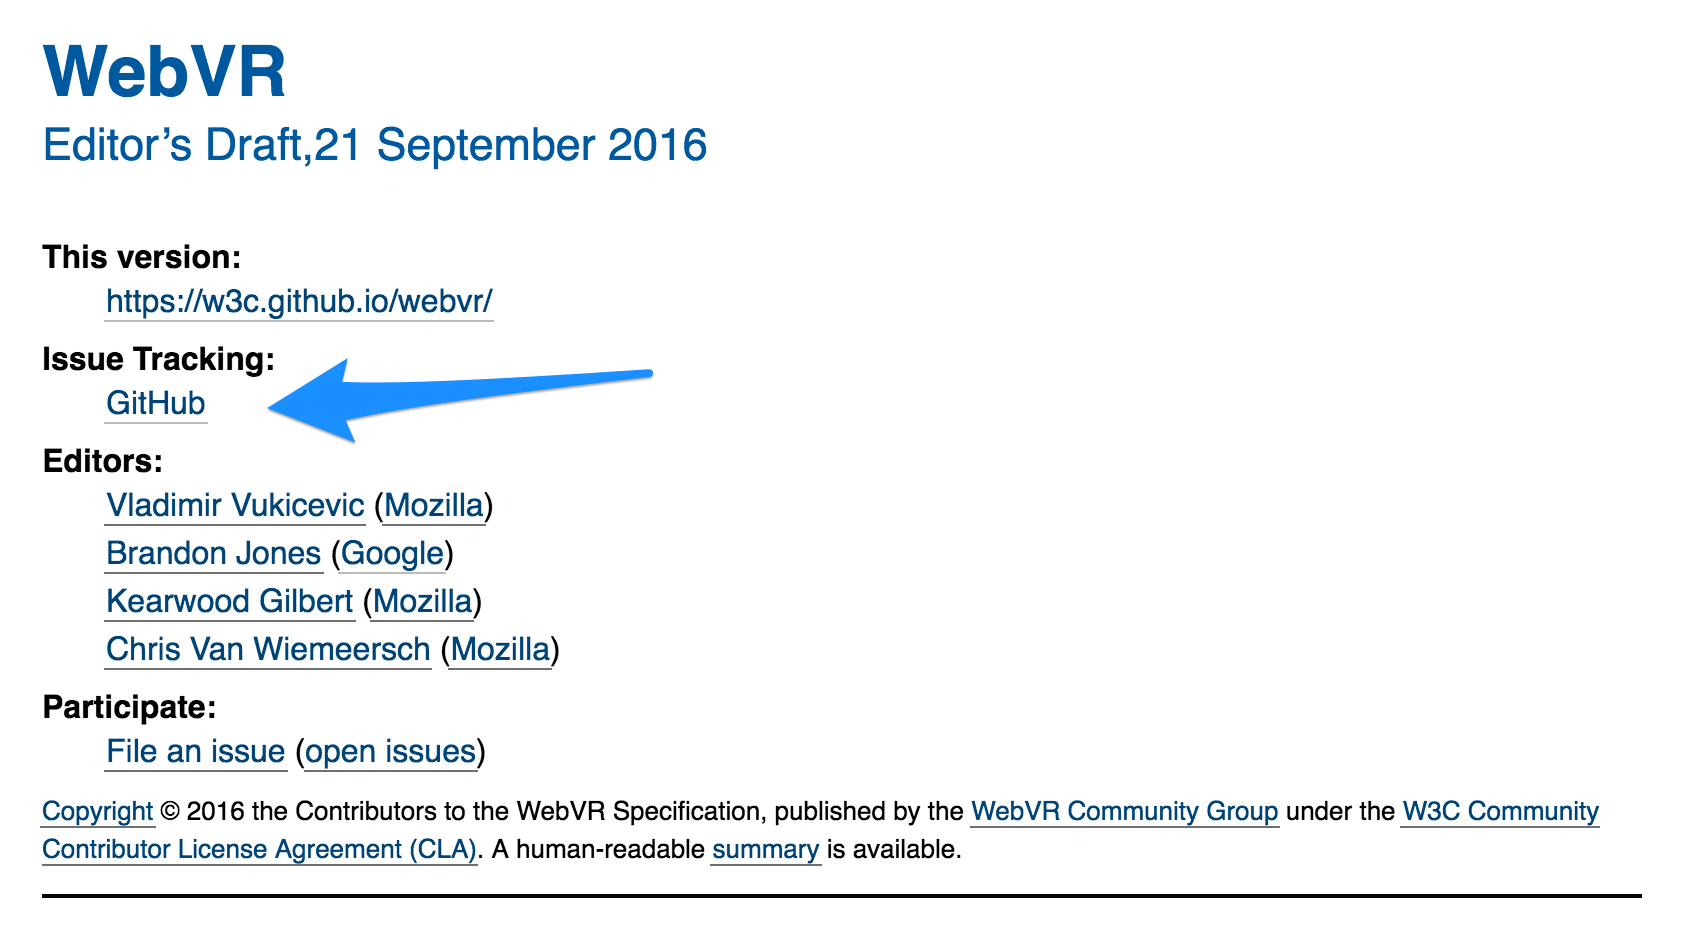 WebVR
Editor’s Draft,21 September 2016
This version:
https://w3c.github.io/webvr/
Issue Tracking:
GitHub
Editors:
Vladimir Vukicevic (Mozilla)
Brandon Jones (Google)
Kearwood Gilbert (Mozilla)
Chris Van Wiemeersch (Mozilla)
Participate:
File an issue (open issues)
Copyright © 2016 the Contributors to the WebVR Specification, published by the WebVR Community Group under the W3C Community
Contributor License Agreement (CLA). A human-readable summary is available.